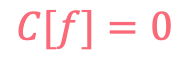 C[f] = 0